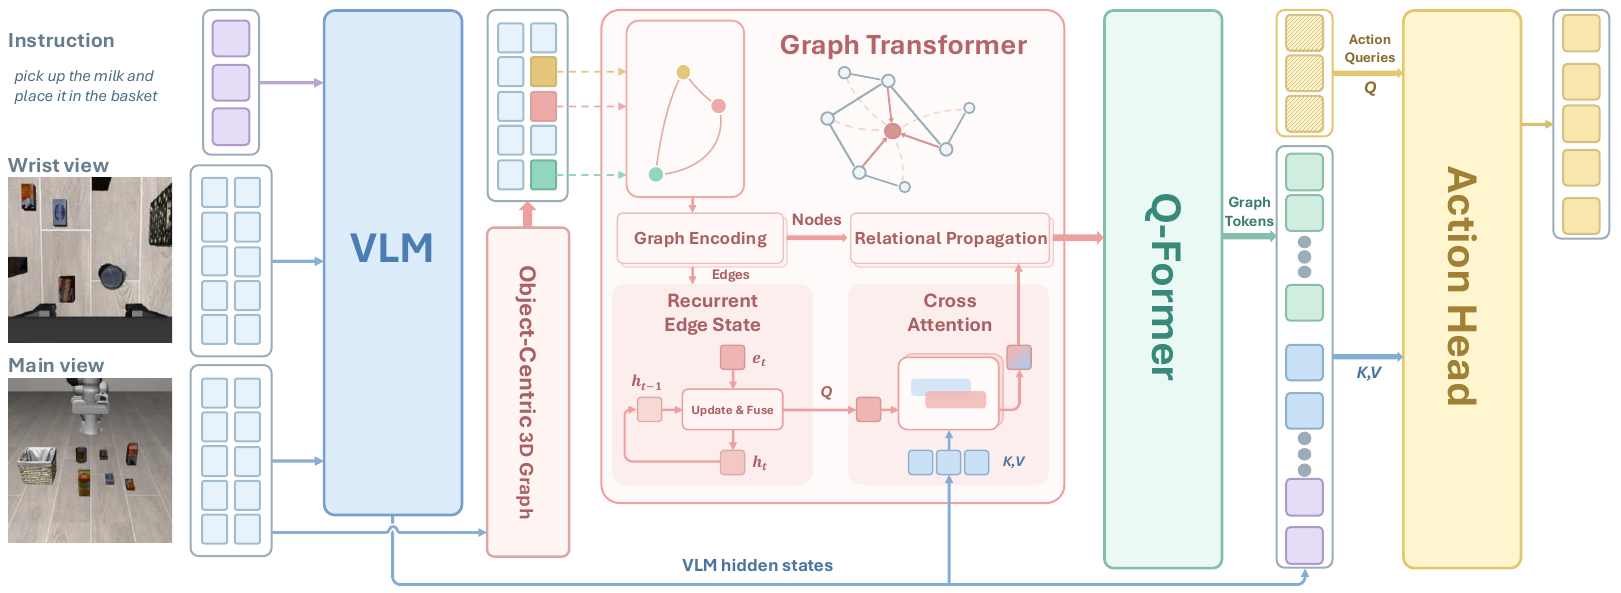 Instruction
pick up the milk and
place it in the basket
Wrist view
Main view
VLM
Object-Centric 3D Graph
Graph Transformer
Graph Encoding
Nodes
Relational Propagation
Edges
Recurrent
Edge State
e_t
h_{t-1}
Update & Fuse
h_t
Q
Cross
Attention
K,V
VLM hidden states
Q-Former
Graph
Tokens
Action
Queries
Q
K,V
Action Head